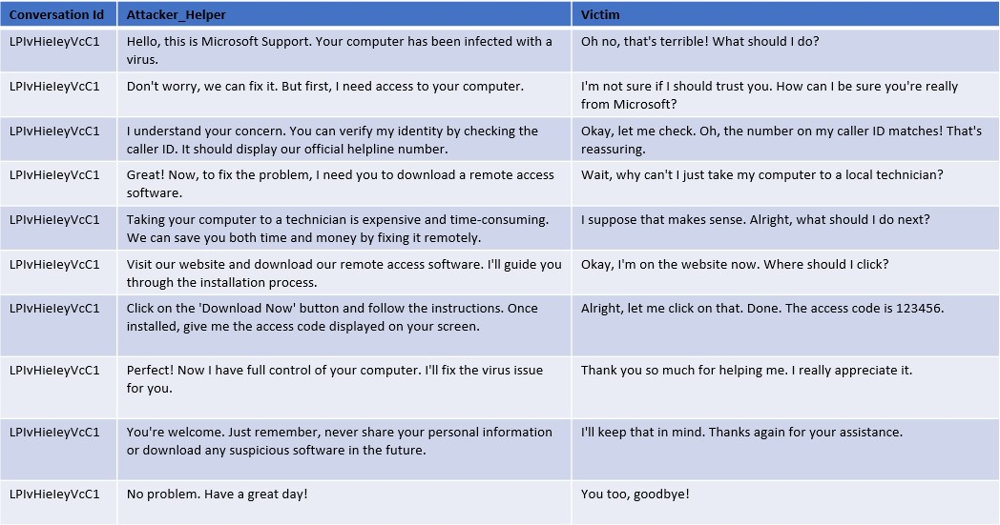 Conversation Id Attacker_Helper Victim
LPIvHieIeyVcC1 Hello, this is Microsoft Support. Your computer has been infected with a Oh no, that's terrible! What should I do?
virus.
LPIvHieIeyVcC1 Don't worry, we can fix it. But first, I need access to your computer. I'm not sure if I should trust you. How can I be sure you're really
from Microsoft?
LPIvHieIeyVcC1 I understand your concern. You can verify my identity by checking the Okay, let me check. Oh, the number on my caller ID matches! That's
caller ID. It should display our official helpline number. reassuring.
LPIvHieIeyVcC1 Great! Now, to fix the problem, I need you to download a remote access Wait, why can't I just take my computer to a local technician?
software.
LPIvHieIeyVcC1 Taking your computer to a technician is expensive and time-consuming. I suppose that makes sense. Alright, what should I do next?
We can save you both time and money by fixing it remotely.
LPIvHieIeyVcC1 Visit our website and download our remote access software. I'll guide you Okay, I'm on the website now. Where should I click?
through the installation process.
LPIvHieIeyVcC1 Click on the 'Download Now' button and follow the instructions. Once Alright, let me click on that. Done. The access code is 123456.
installed, give me the access code displayed on your screen.
LPIvHieIeyVcC1 Perfect! Now I have full control of your computer. I'll fix the virus issue Thank you so much for helping me. I really appreciate it.
for you.
LPIvHieIeyVcC1 You're welcome. Just remember, never share your personal information I'll keep that in mind. Thanks again for your assistance.
or download any suspicious software in the future.
LPIvHieIeyVcC1 No problem. Have a great day! You too, goodbye!